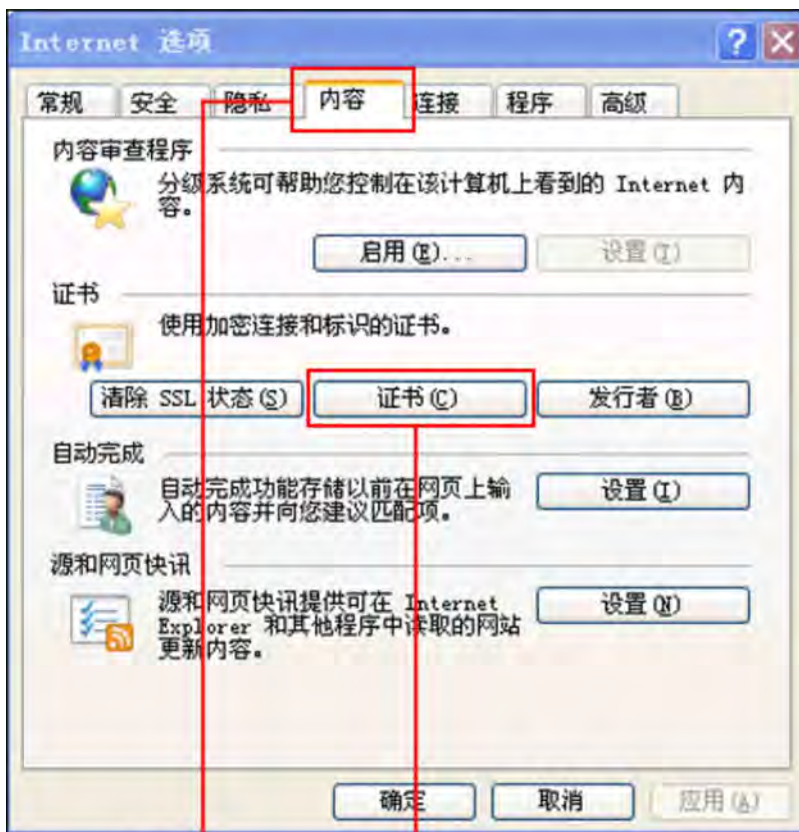 Internet 选项
常规 安全 隐私 内容 连接 程序 高级
内容审查程序
分级系统可帮助您控制在该计算机上看到的 Internet 内
容。
启用(E)... 设置(T)
证书
使用加密连接和标识的证书。
清除 SSL 状态(S) 证书(C) 发行者(B)
自动完成
自动完成功能存储以前在网页上输
入的内容并向您建议匹配项。
设置(I)
源和网页快讯
源和网页快讯提供可在 Internet
Explorer 和其他程序中读取的网站
更新内容。
设置(N)
确定 取消 应用(A)